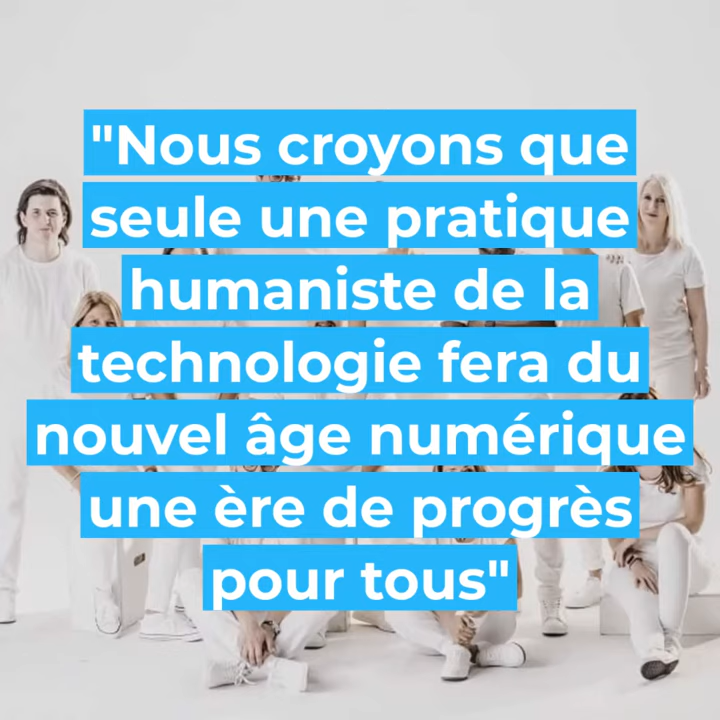 "Nous croyons que
seule une pratique
humaniste de la
technologie fera du
nouvel âge numérique
une ère de progrès
pour tous"